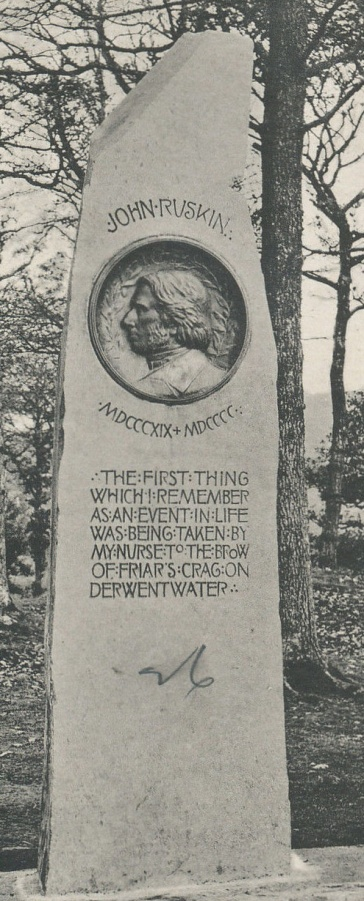 JOHN·RUSKIN
MDCCCXIX + MDCCCC
THE:FIRST:THING
WHICH:I:REMEMBER
AS:AN:EVENT:IN:LIFE
WAS:BEING:TAKEN:BY
MY:NURSE:TO:THE:BROW
OF:FRIAR'S:CRAG:ON
DERWENTWATER